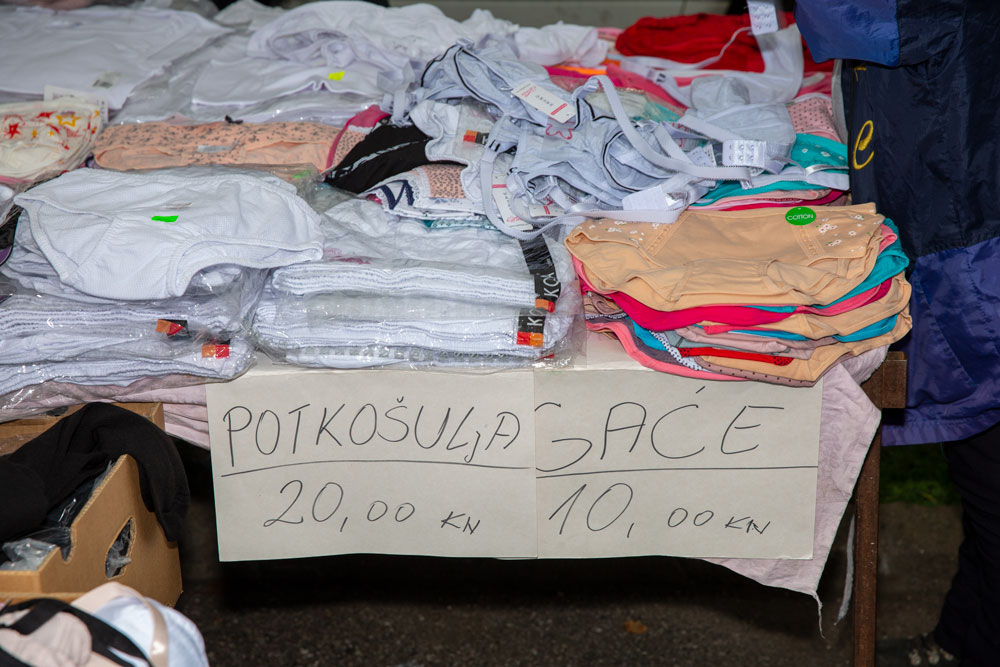 COTTON
POTKOŠULjA
20,00 KN
GAĆE
10,00 KN